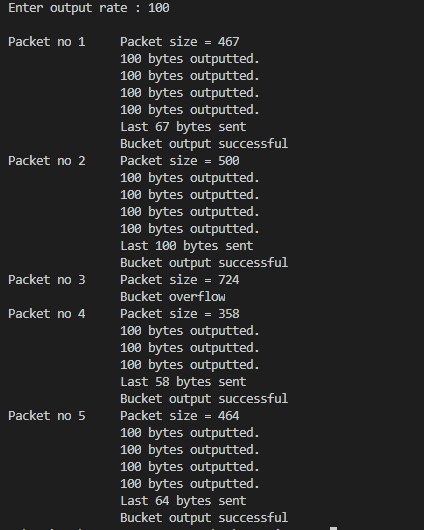 Enter output rate : 100
Packet no 1 Packet size = 467
100 bytes outputted.
100 bytes outputted.
100 bytes outputted.
100 bytes outputted.
Last 67 bytes sent
Bucket output successful
Packet no 2 Packet size = 500
100 bytes outputted.
100 bytes outputted.
100 bytes outputted.
100 bytes outputted.
Last 100 bytes sent
Bucket output successful
Packet no 3 Packet size = 724
Bucket overflow
Packet no 4 Packet size = 358
100 bytes outputted.
100 bytes outputted.
100 bytes outputted.
Last 58 bytes sent
Bucket output successful
Packet no 5 Packet size = 464
100 bytes outputted.
100 bytes outputted.
100 bytes outputted.
100 bytes outputted.
Last 64 bytes sent
Bucket output successful